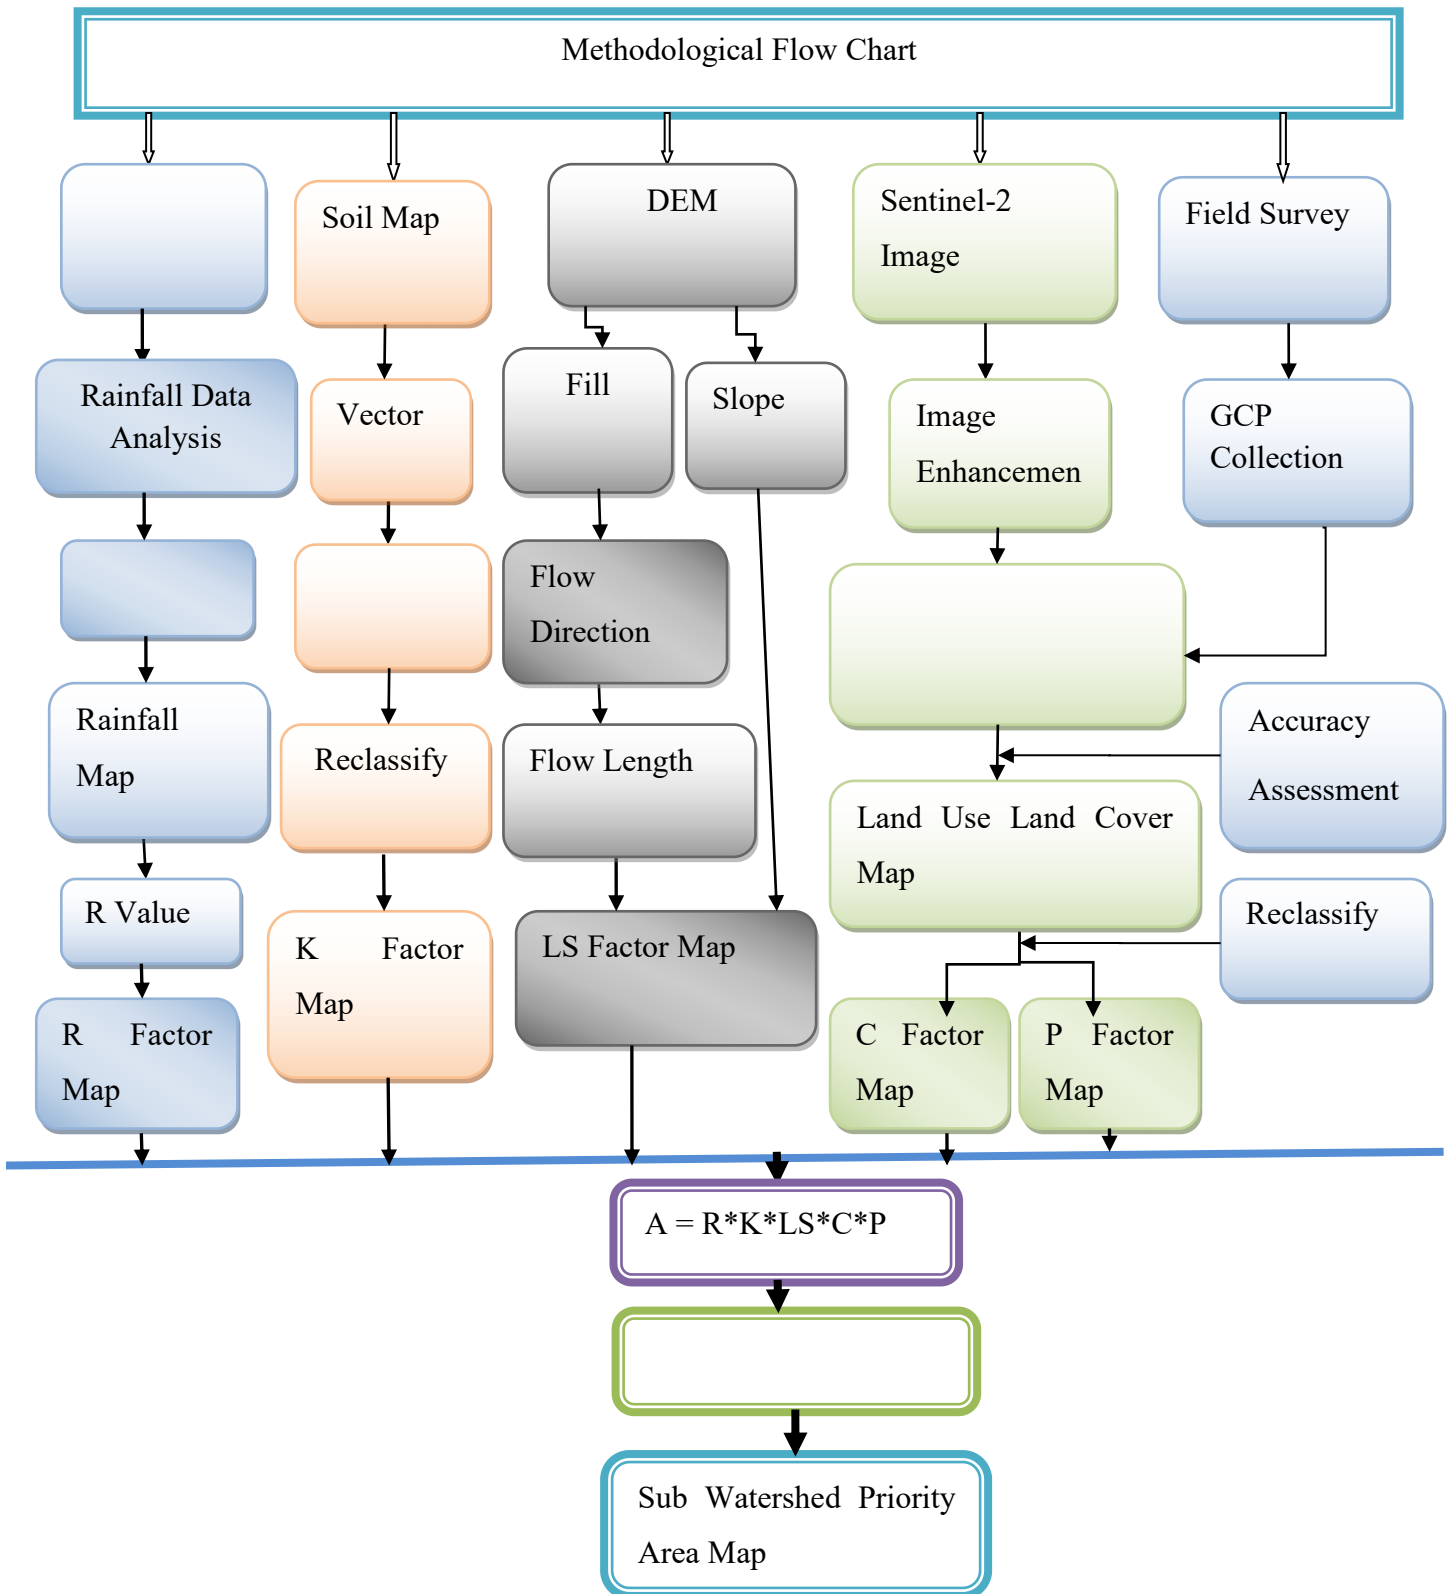 Methodological Flow Chart
Soil Map
DEM
Sentinel-2
Image
Field Survey
Rainfall Data
Analysis
Vector
Fill
Slope
Image
Enhancemen
GCP
Collection
Flow
Direction
Rainfall
Map
Reclassify
Flow Length
Accuracy
Assessment
Land Use Land Cover
Map
R Value
K Factor
Map
LS Factor Map
Reclassify
R Factor
Map
C Factor
Map
P Factor
Map
A = R*K*LS*C*P
Sub Watershed Priority
Area Map